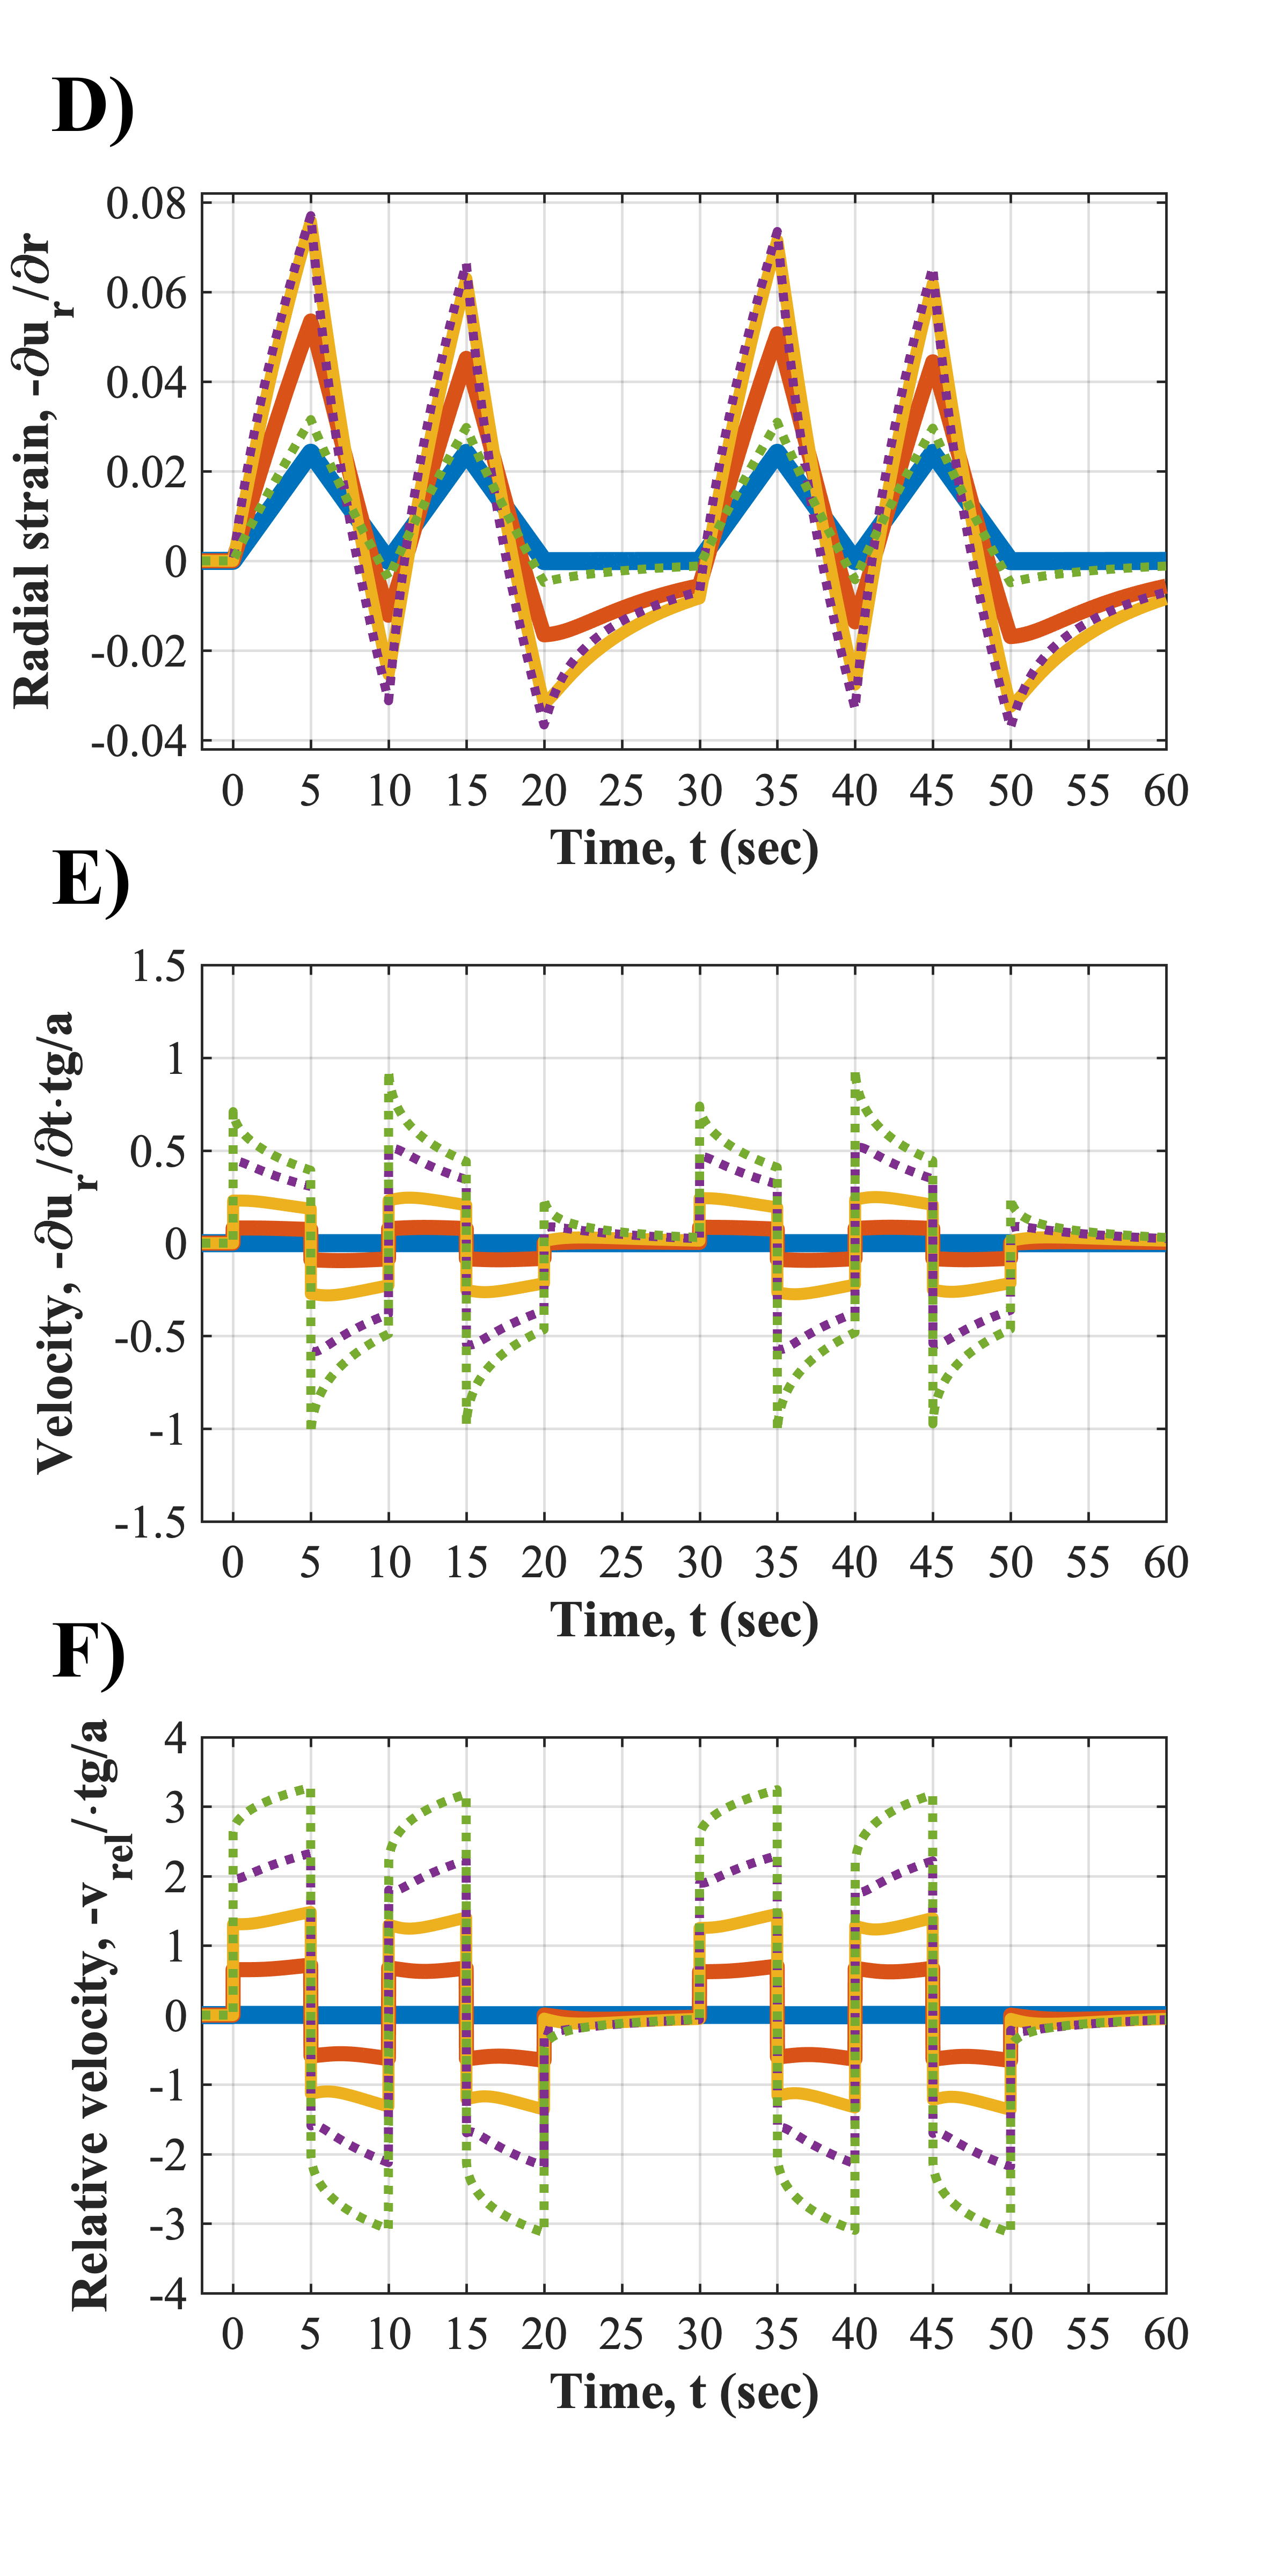 D)
Radial strain, -∂u_r/∂r
0.08
0.06
0.04
0.02
0
-0.02
-0.04
0 5 10 15 20 25 30 35 40 45 50 55 60
Time, t (sec)
E)
Velocity, -∂u_r/∂t·tg/a
1.5
1
0.5
0
-0.5
-1
-1.5
0 5 10 15 20 25 30 35 40 45 50 55 60
Time, t (sec)
F)
Relative velocity, -v_rel/·tg/a
4
3
2
1
0
-1
-2
-3
-4
0 5 10 15 20 25 30 35 40 45 50 55 60
Time, t (sec)